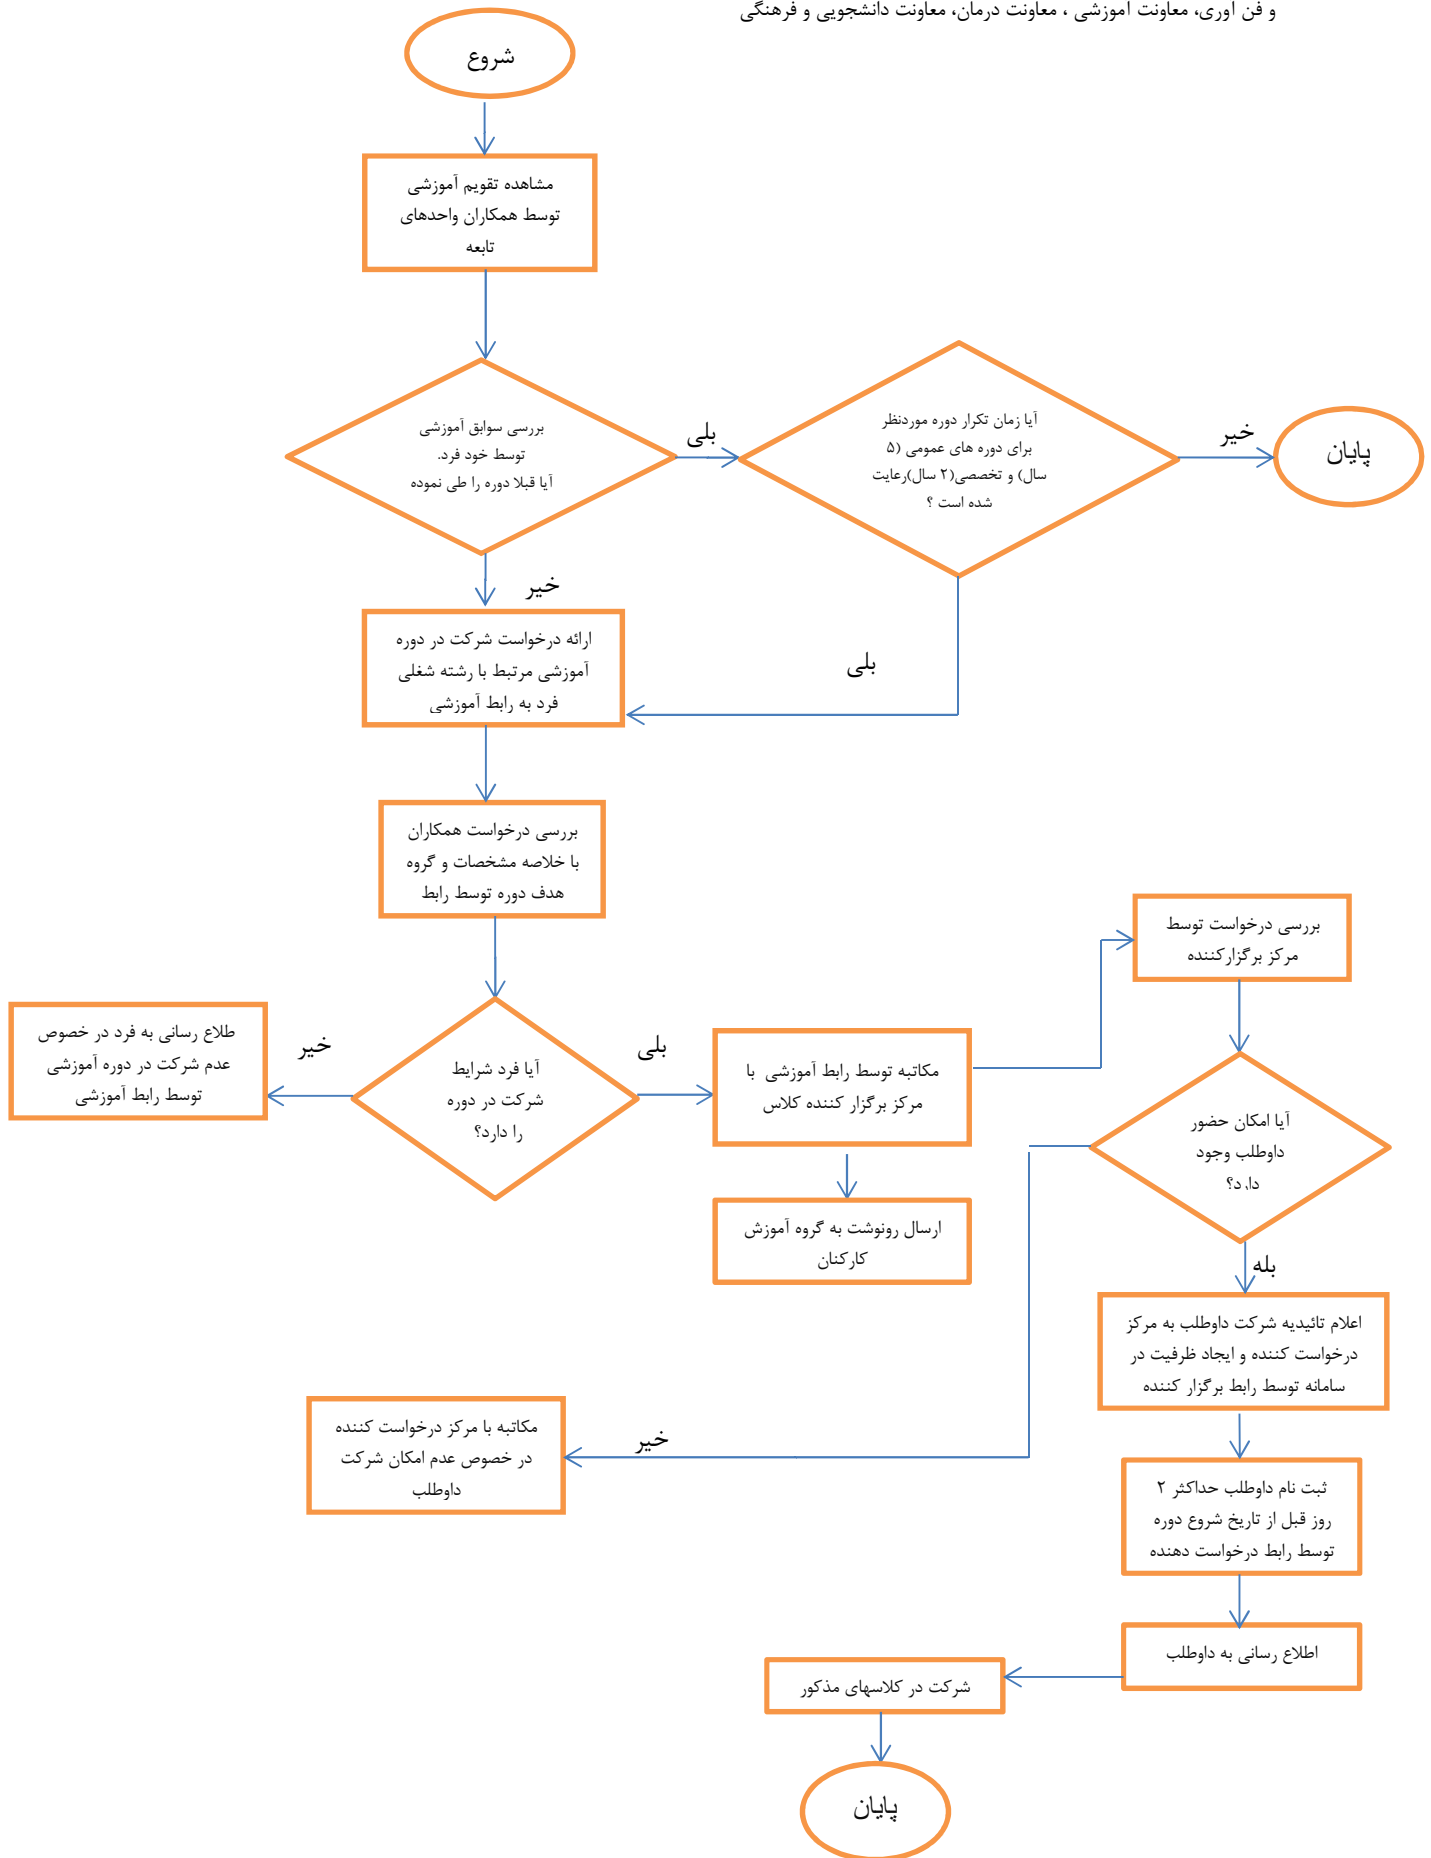 و فن آوری، معاونت آموزشی ، معاونت درمان، معاونت دانشجویی و فرهنگی
شروع
مشاهده تقویم آموزشی
توسط همکاران واحدهای
تابعه
بررسی سوابق آموزشی
توسط خود فرد.
آیا قبلا دوره را طی نموده
بلی
آیا زمان تکرار دوره موردنظر
برای دوره های عمومی (۵
سال) و تخصصی(۲ سال)رعایت
شده است ؟
خیر
پایان
خیر
بلی
ارائه درخواست شرکت در دوره
آموزشی مرتبط با رشته شغلی
فرد به رابط آموزشی
بررسی درخواست همکاران
با خلاصه مشخصات و گروه
هدف دوره توسط رابط
آیا فرد شرایط
شرکت در دوره
را دارد؟
خیر
طلاع رسانی به فرد در خصوص
عدم شرکت در دوره آموزشی
توسط رابط آموزشی
بلی
مکاتبه توسط رابط آموزشی با
مرکز برگزار کننده کلاس
ارسال رونوشت به گروه آموزش
کارکنان
بررسی درخواست توسط
مرکز برگزارکننده
آیا امکان حضور
داوطلب وجود
دارد؟
بله
خیر
مکاتبه با مرکز درخواست کننده
در خصوص عدم امکان شرکت
داوطلب
اعلام تائیدیه شرکت داوطلب به مرکز
درخواست کننده و ایجاد ظرفیت در
سامانه توسط رابط برگزار کننده
ثبت نام داوطلب حداکثر ۲
روز قبل از تاریخ شروع دوره
توسط رابط درخواست دهنده
اطلاع رسانی به داوطلب
شرکت در کلاسهای مذکور
پایان